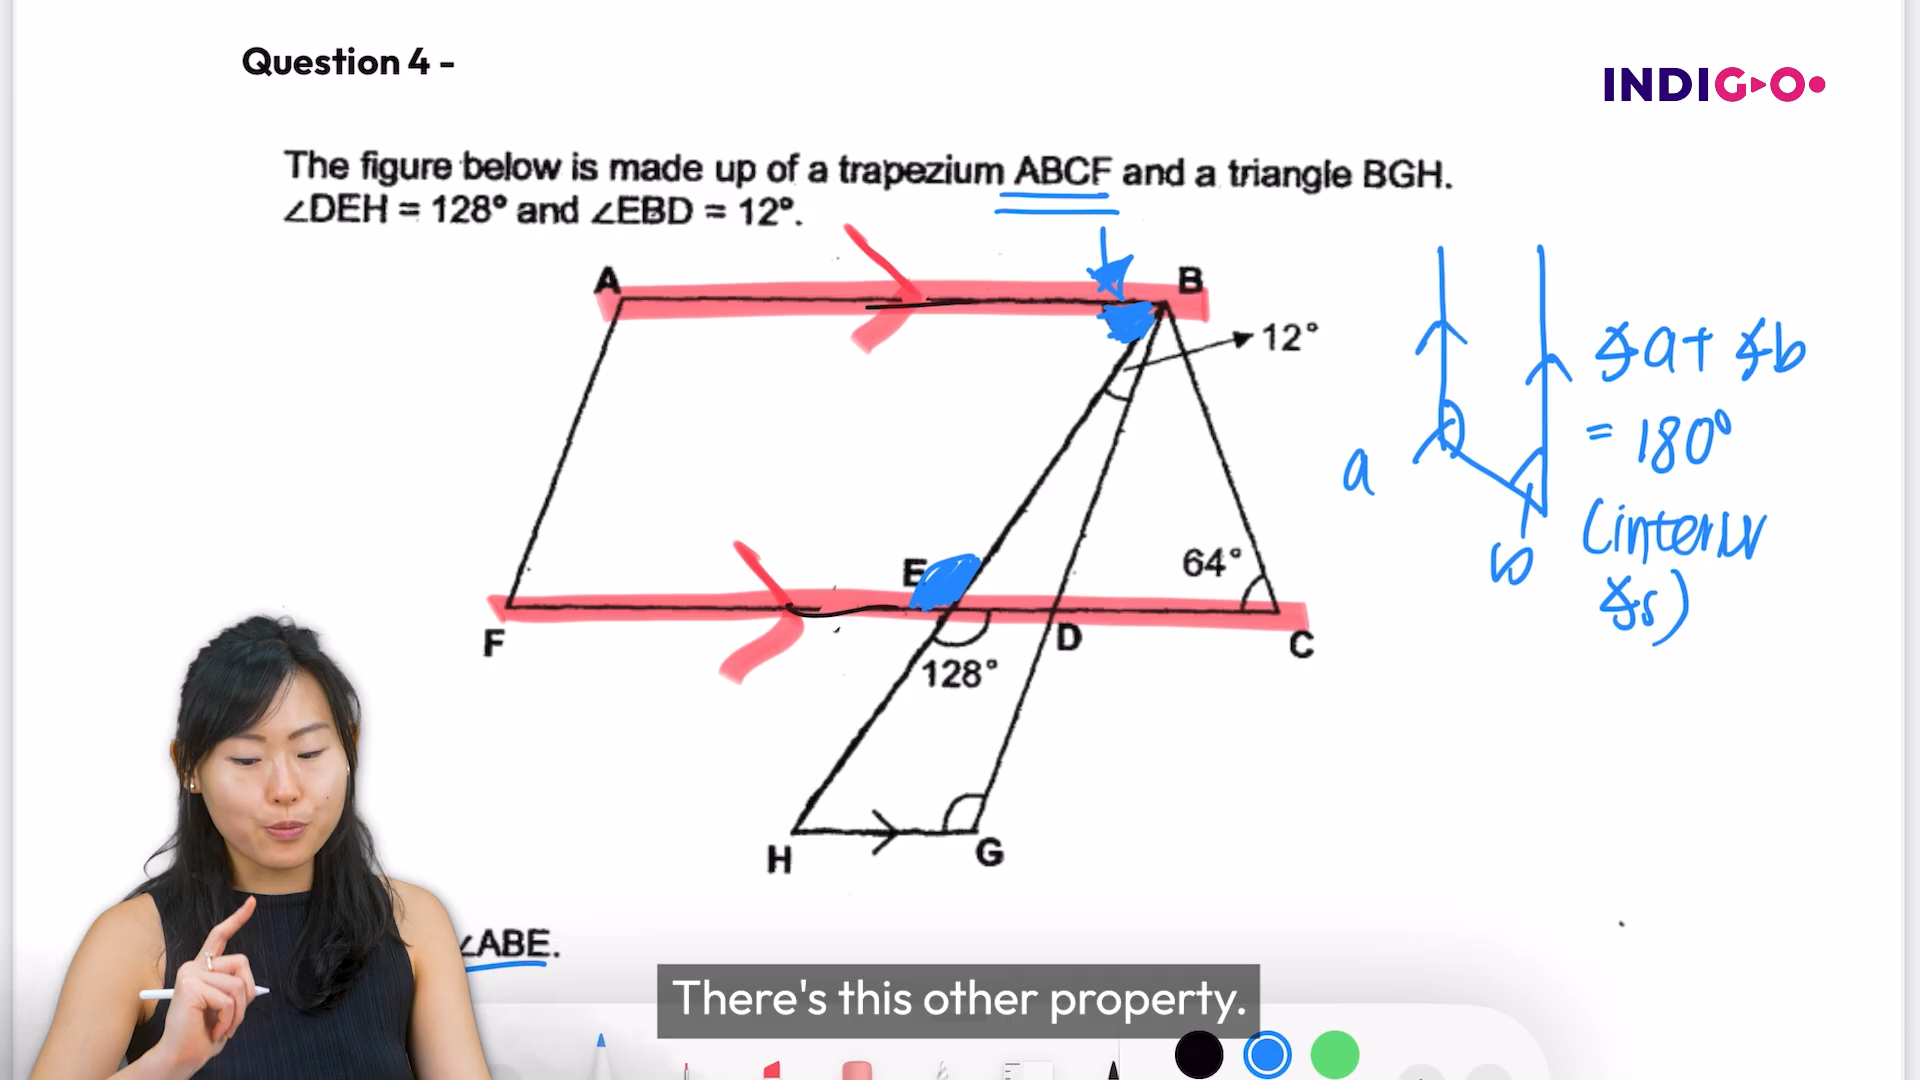 Question 4 -
INDIGO
The figure below is made up of a trapezium ABCF and a triangle BGH.
∠DEH = 128° and ∠EBD = 12°.
A
B
12°
∡a + ∡b
= 180°
a
b
(interior
∡s)
64°
E
F
D
C
128°
H
G
∠ABE.
There's this other property.